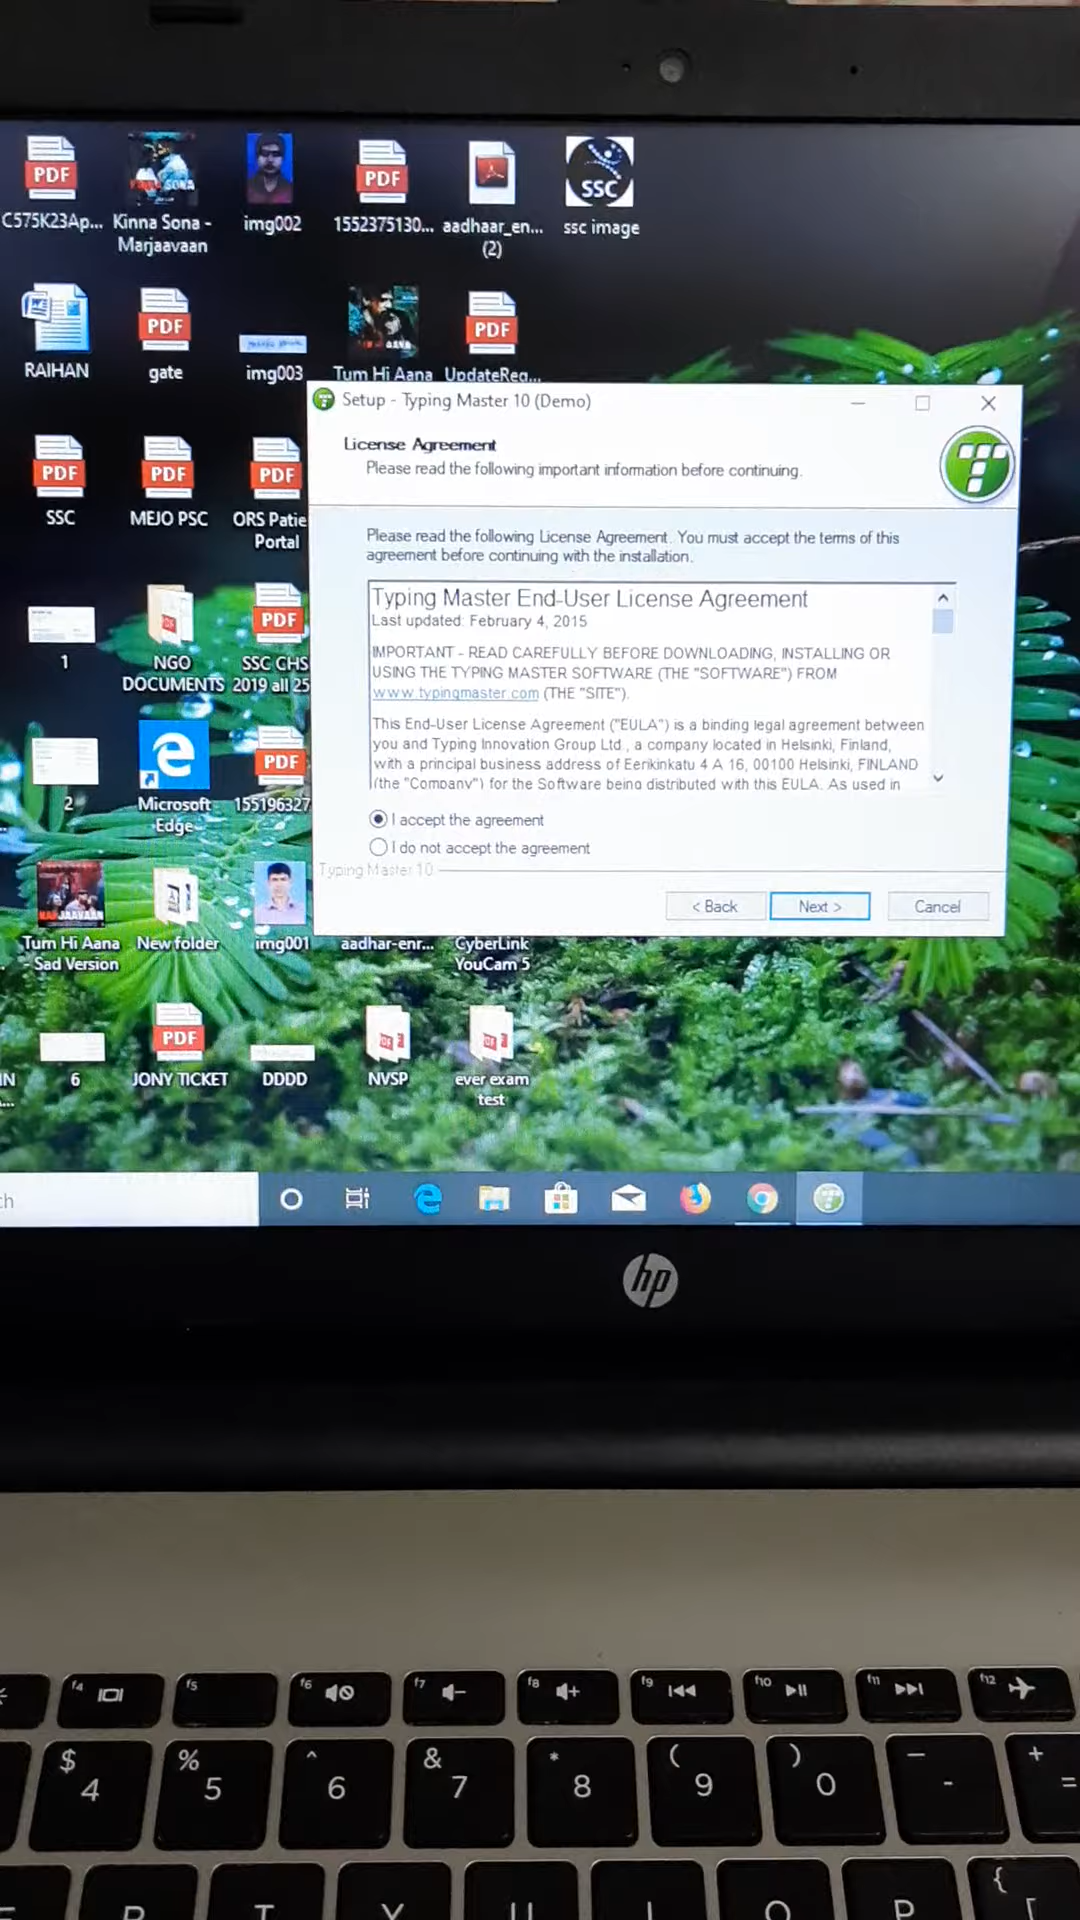 PDF
PDF
SSC
C575K23Ap...
Kinna Sona -
Marjaavaan
img002
1552375130...
aadhaar_en...
(2)
ssc image
PDF
PDF
RAIHAN
gate
img003
Tum Hi Aana
UpdateReq...
Setup - Typing Master 10 (Demo)
License Agreement
Please read the following important information before continuing.
PDF
PDF
PDF
SSC
MEJO PSC
ORS Patie
Portal
Please read the following License Agreement. You must accept the terms of this
agreement before continuing with the installation.
Typing Master End-User License Agreement
Last updated: February 4, 2015
IMPORTANT - READ CAREFULLY BEFORE DOWNLOADING, INSTALLING OR
USING THE TYPING MASTER SOFTWARE (THE "SOFTWARE") FROM
www.typingmaster.com (THE "SITE").
This End-User License Agreement ("EULA") is a binding legal agreement between
you and Typing Innovation Group Ltd., a company located in Helsinki, Finland,
with a principal business address of Eerikinkatu 4 A 16, 00100 Helsinki, FINLAND
(the "Company") for the Software being distributed with this EULA. As used in
I accept the agreement
I do not accept the agreement
Typing Master 10
< Back
Next >
Cancel
PDF
1
NGO
DOCUMENTS
SSC CHS
2019 all 25
PDF
2
Microsoft
Edge
155196327
Tum Hi Aana
- Sad Version
New folder
img001
aadhar-enr...
CyberLink
YouCam 5
PDF
6
JONY TICKET
DDDD
NVSP
ever exam
test
ch
hp
f4
f5
f6
f7
f8
f9
f10
f11
f12
$ 4
% 5
^ 6
& 7
* 8
( 9
) 0
_ -
+ =
T
Y
U
I
O
P
{ [